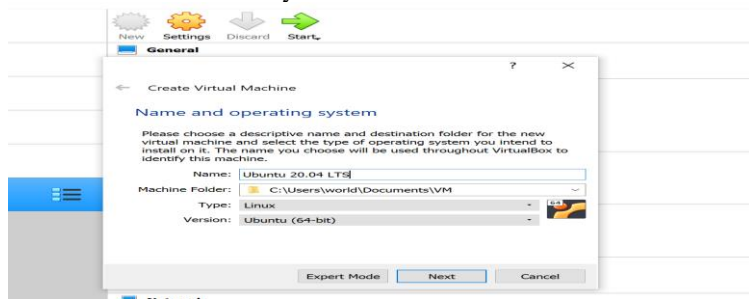 New Settings Discard Start
General
? ×
← Create Virtual Machine
Name and operating system
Please choose a descriptive name and destination folder for the new
virtual machine and select the type of operating system you intend to
install on it. The name you choose will be used throughout VirtualBox to
identify this machine.
Name: Ubuntu 20.04 LTS
Machine Folder: C:\Users\world\Documents\VM
Type: Linux
64
Version: Ubuntu (64-bit)
Expert Mode Next Cancel